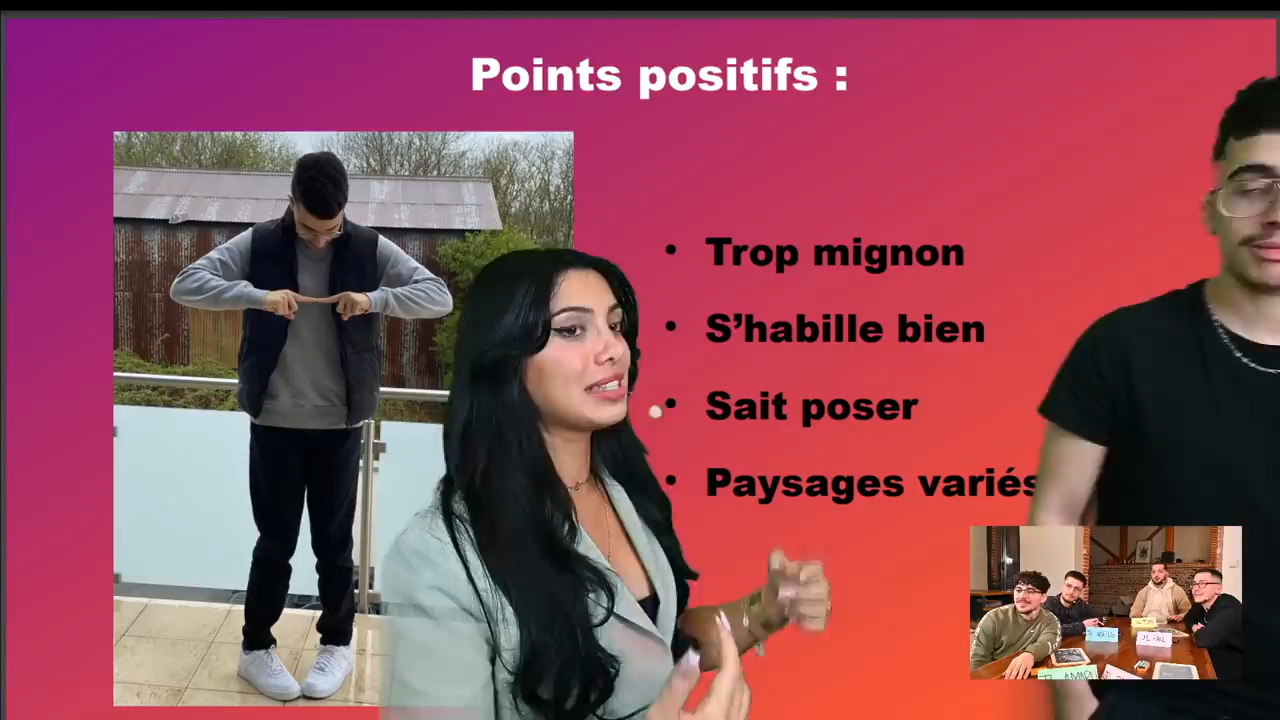 Points positifs :
• Trop mignon
• S'habille bien
• Sait poser
• Paysages variés